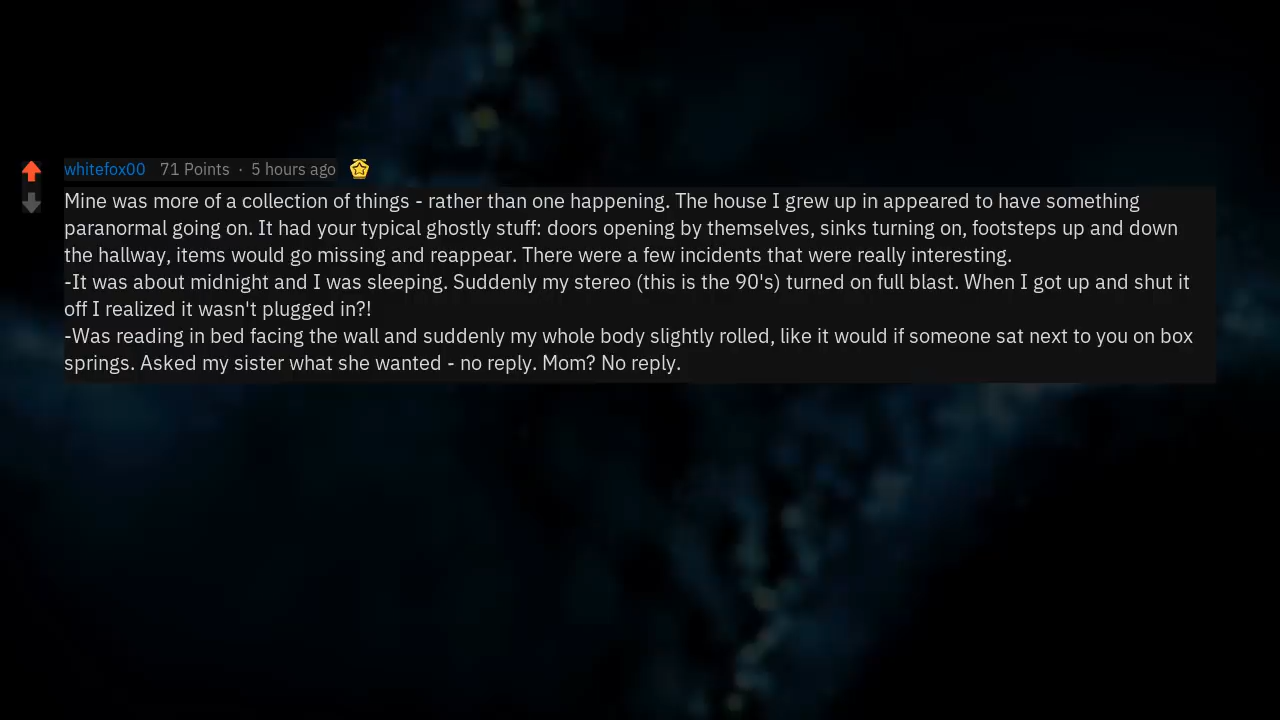 whitefox00 71 Points · 5 hours ago
Mine was more of a collection of things - rather than one happening. The house I grew up in appeared to have something
paranormal going on. It had your typical ghostly stuff: doors opening by themselves, sinks turning on, footsteps up and down
the hallway, items would go missing and reappear. There were a few incidents that were really interesting.
-It was about midnight and I was sleeping. Suddenly my stereo (this is the 90's) turned on full blast. When I got up and shut it
off I realized it wasn't plugged in?!
-Was reading in bed facing the wall and suddenly my whole body slightly rolled, like it would if someone sat next to you on box
springs. Asked my sister what she wanted - no reply. Mom? No reply.